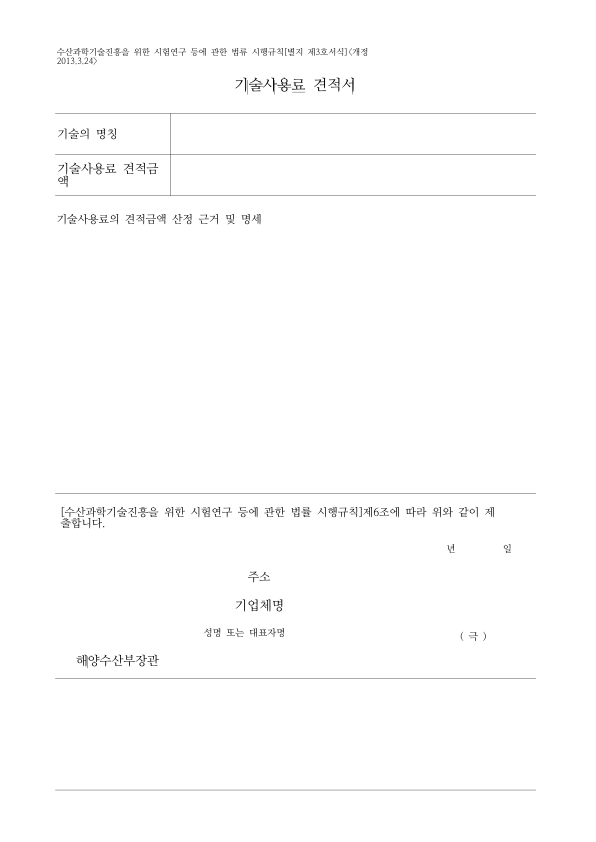 수산과학기술진흥을 위한 시험연구 등에 관한 범류 시행규칙[별지 제3호서식]<개정
2013.3.24>
기술사용료 견적서
기술의 명칭
기술사용료 견적금
액
기술사용료의 견적금액 산정 근거 및 명세
[수산과학기술진흥을 위한 시험연구 등에 관한 법률 시행규칙]제6조에 따라 위와 같이 제
출합니다.
년 일
주소
기업체명
성명 또는 대표자명
( 극 )
해양수산부장관